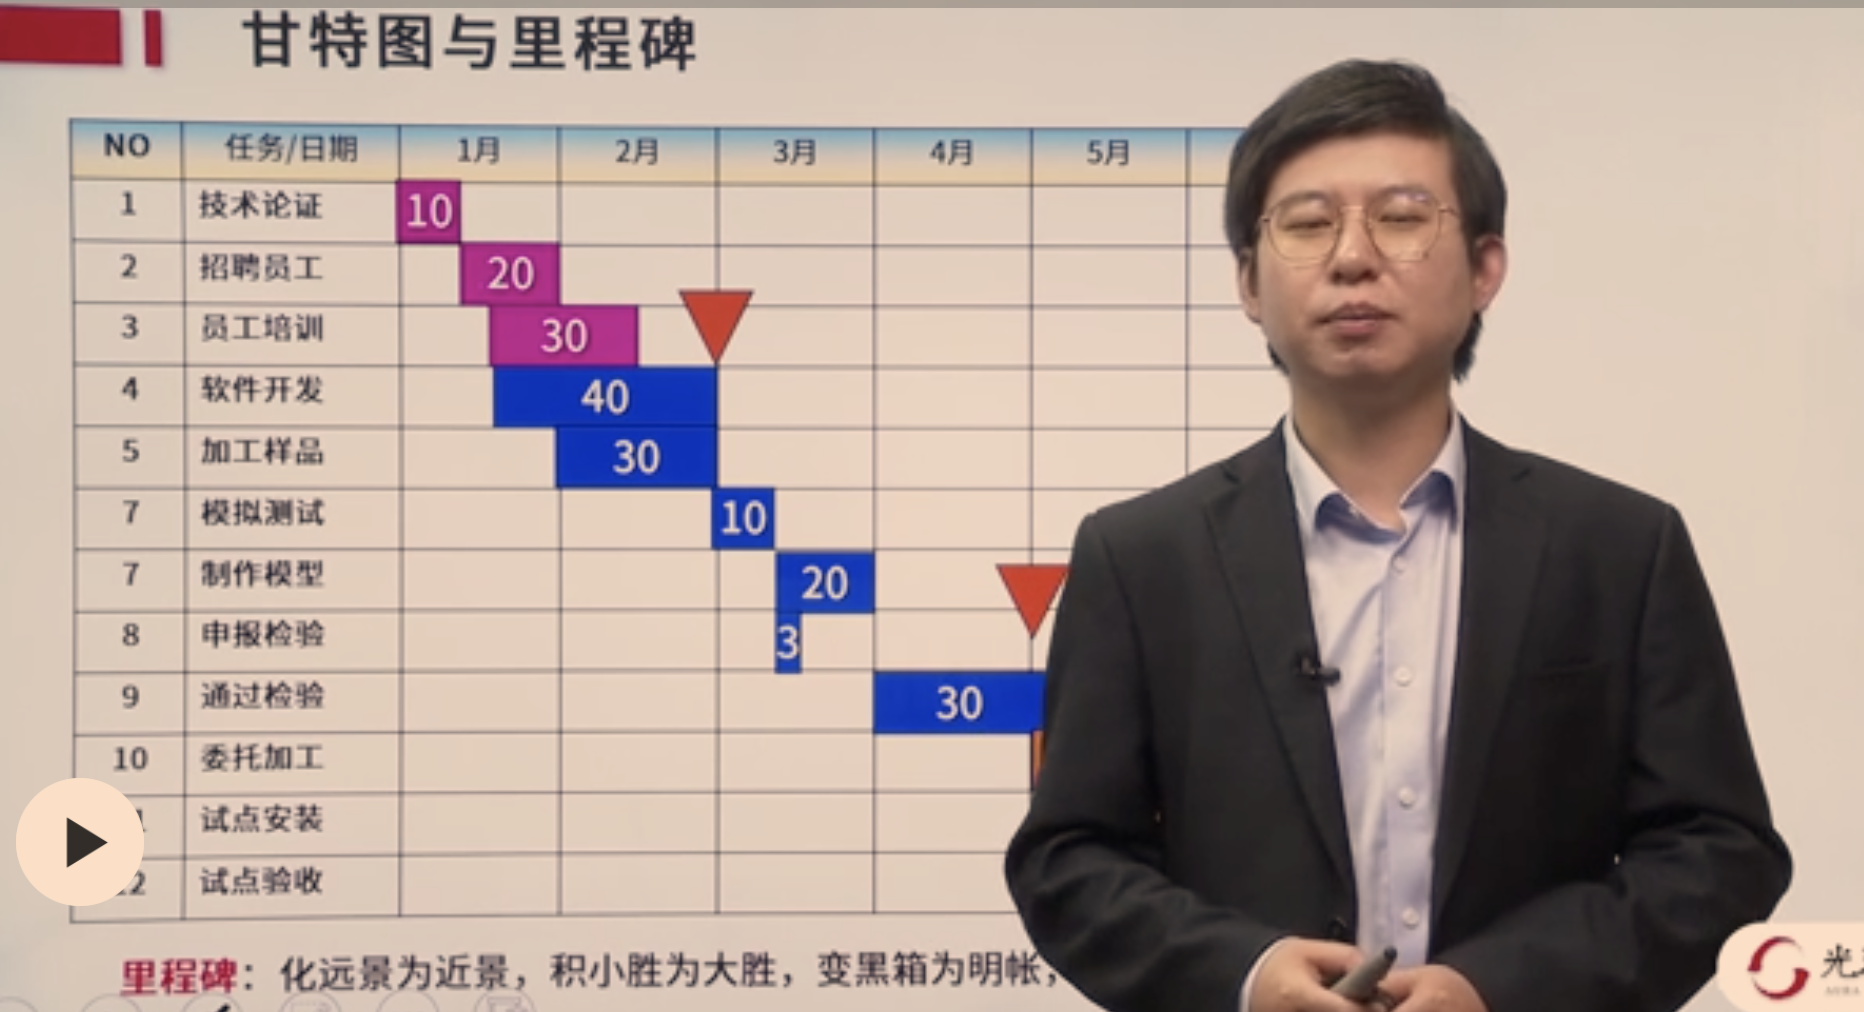 甘特图与里程碑
NO 任务/日期 1月 2月 3月 4月 5月
1 技术论证 10
2 招聘员工 20
3 员工培训 30
4 软件开发 40
5 加工样品 30
7 模拟测试 10
7 制作模型 20
8 申报检验 3
9 通过检验 30
10 委托加工
试点安装
2 试点验收
里程碑：化远景为近景，积小胜为大胜，变黑箱为明帐，
光